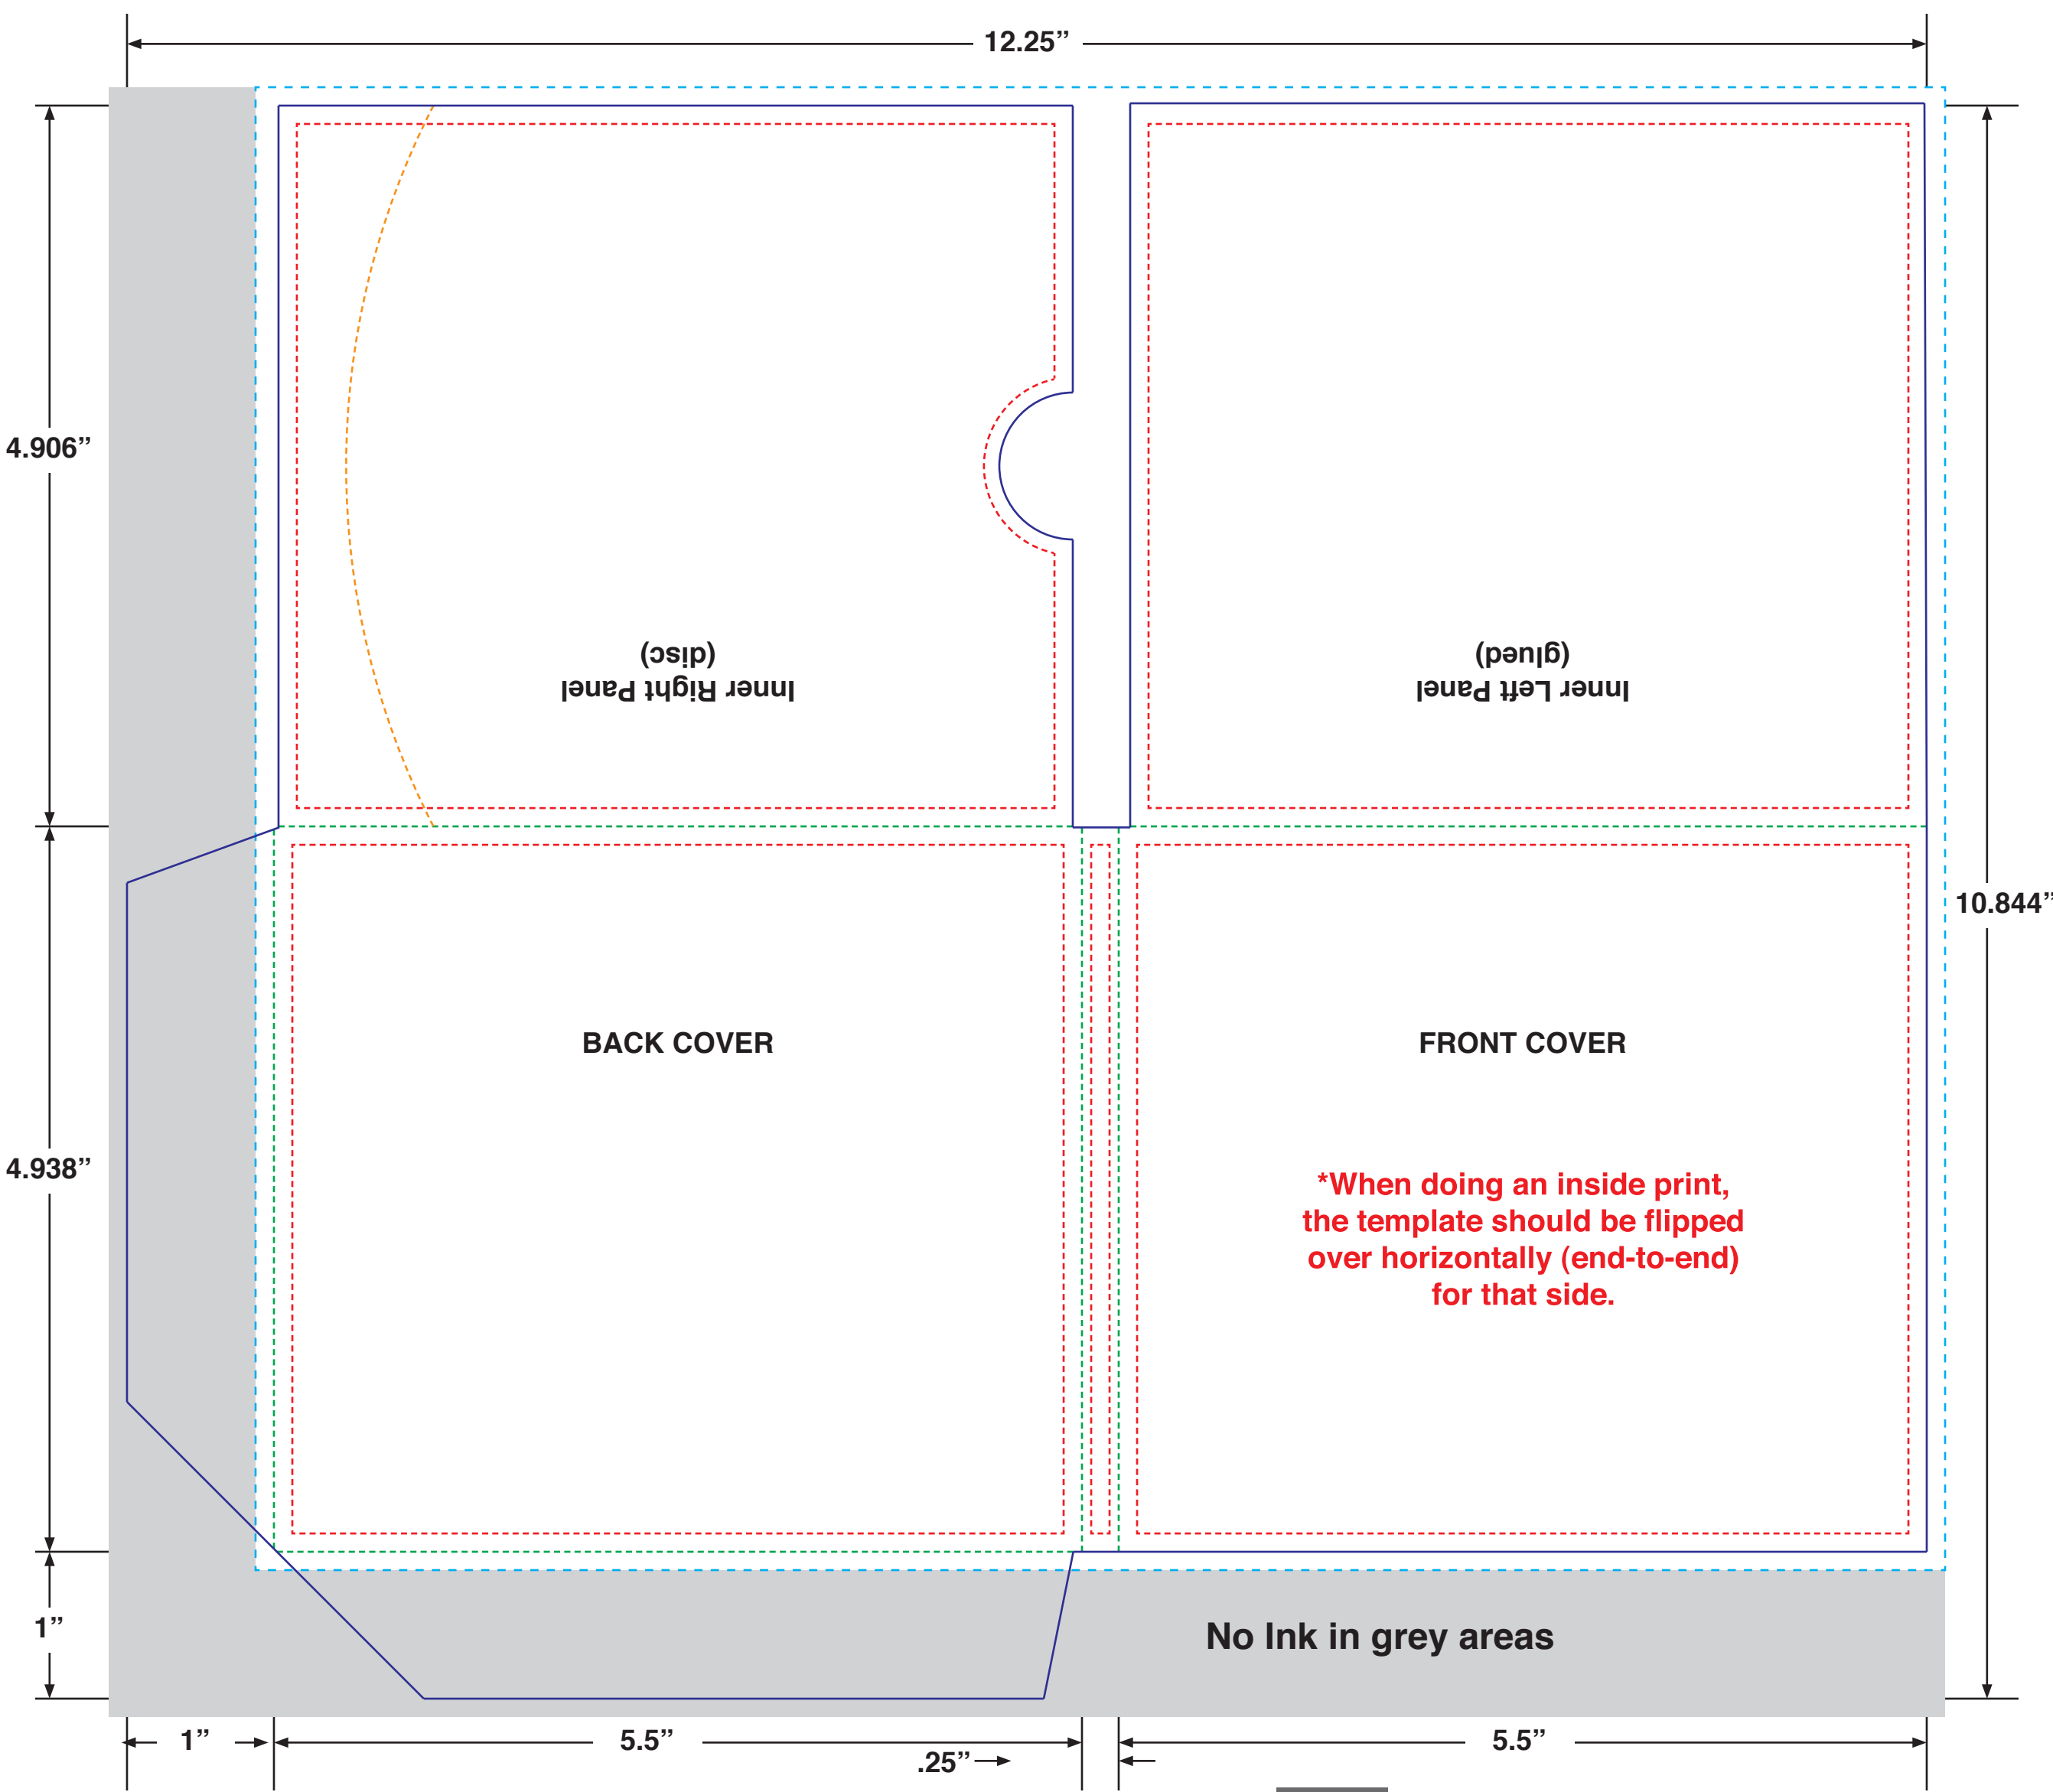 12.25”
4.906”
Inner Right Panel
(disc)
Inner Left Panel
(glued)
10.844”
BACK COVER
FRONT COVER
4.938”
*When doing an inside print,
the template should be flipped
over horizontally (end-to-end)
for that side.
1”
No Ink in grey areas
1”
5.5”
.25”
5.5”